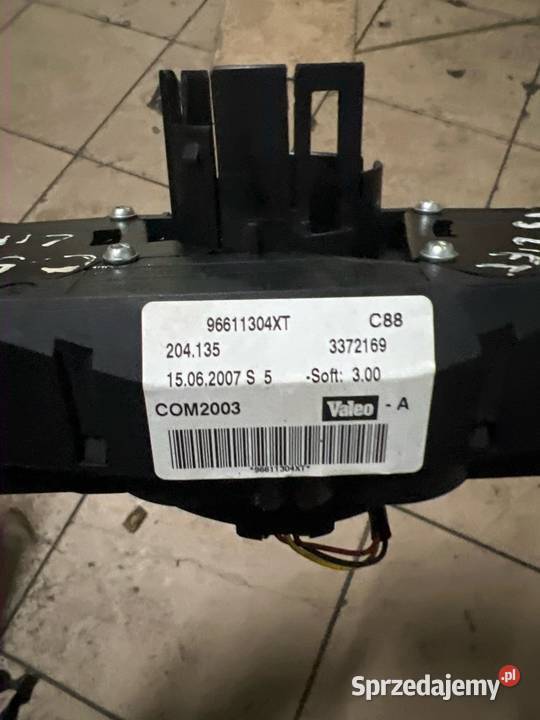 96611304XT C88
204.135 3372169
15.06.2007 S 5 -Soft: 3.00
COM2003 Valeo - A
*96611304XT*
Sprzedajemy.pl